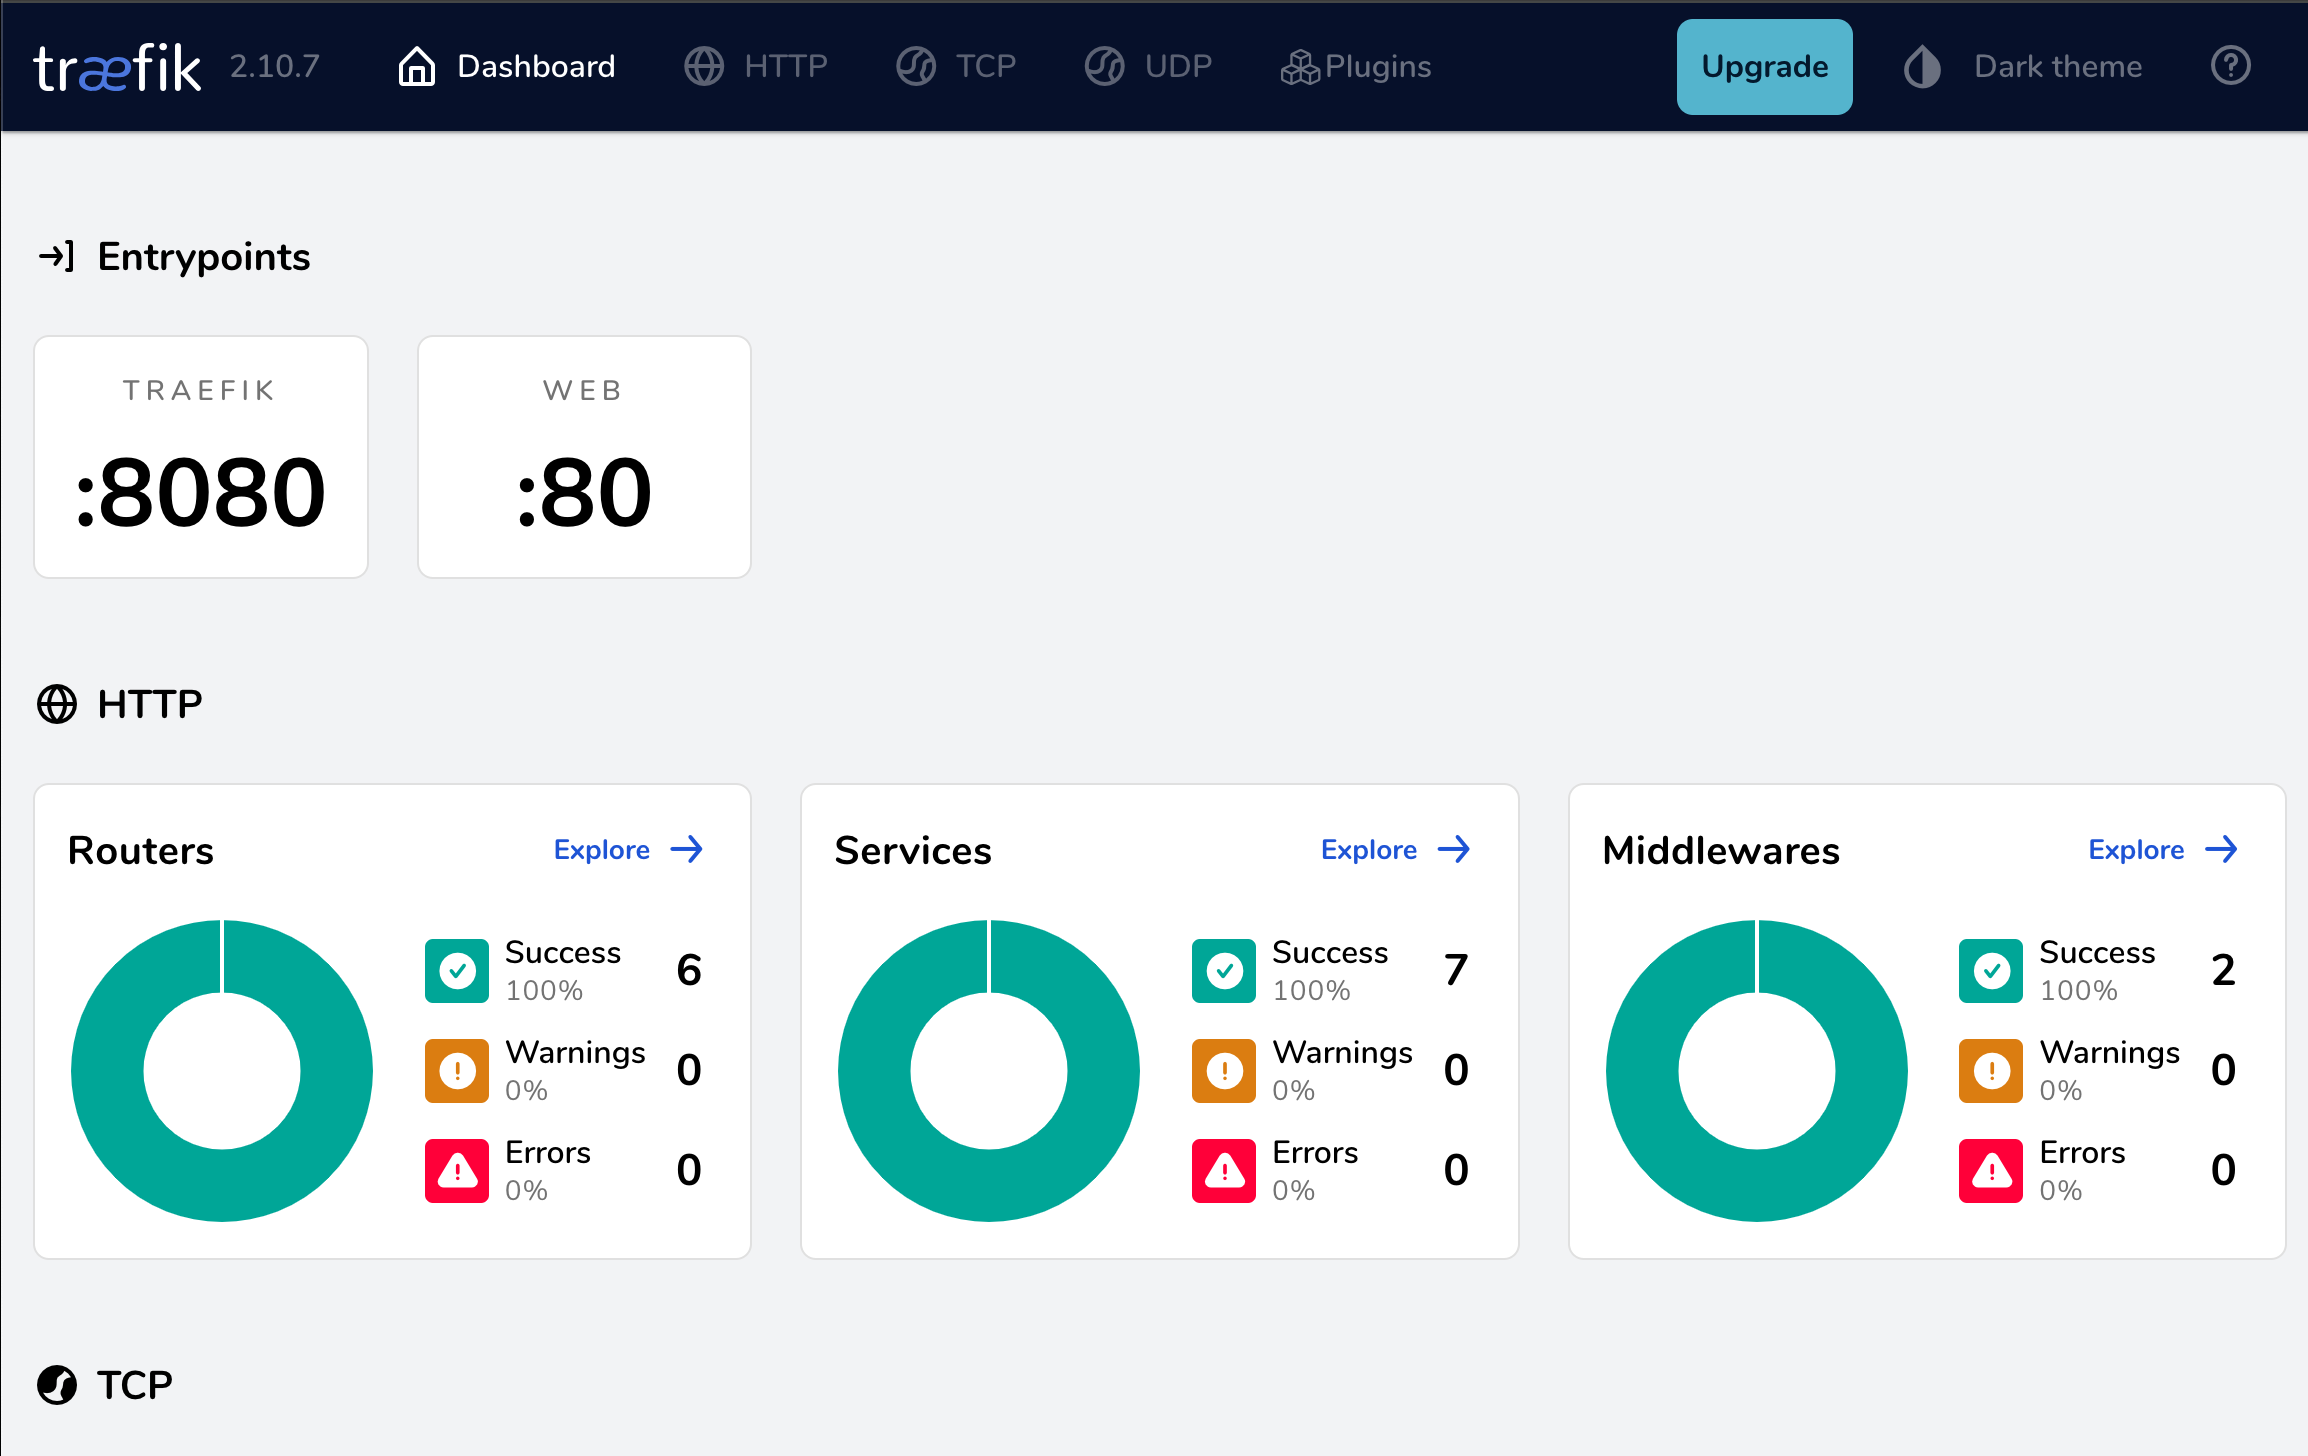 træfik 2.10.7 Dashboard HTTP TCP UDP Plugins Upgrade Dark theme
Entrypoints
TRAEFIK
:8080
WEB
:80
HTTP
Routers Explore
Success 6
100%
Warnings 0
0%
Errors 0
0%
Services Explore
Success 7
100%
Warnings 0
0%
Errors 0
0%
Middlewares Explore
Success 2
100%
Warnings 0
0%
Errors 0
0%
TCP